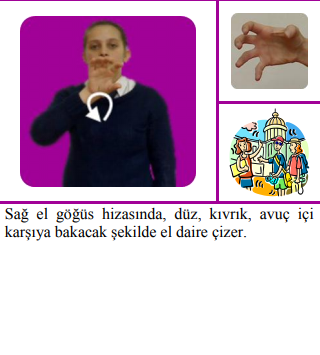 Sağ el göğüs hizasında, düz, kıvrık, avuç içi
karşıya bakacak şekilde el daire çizer.